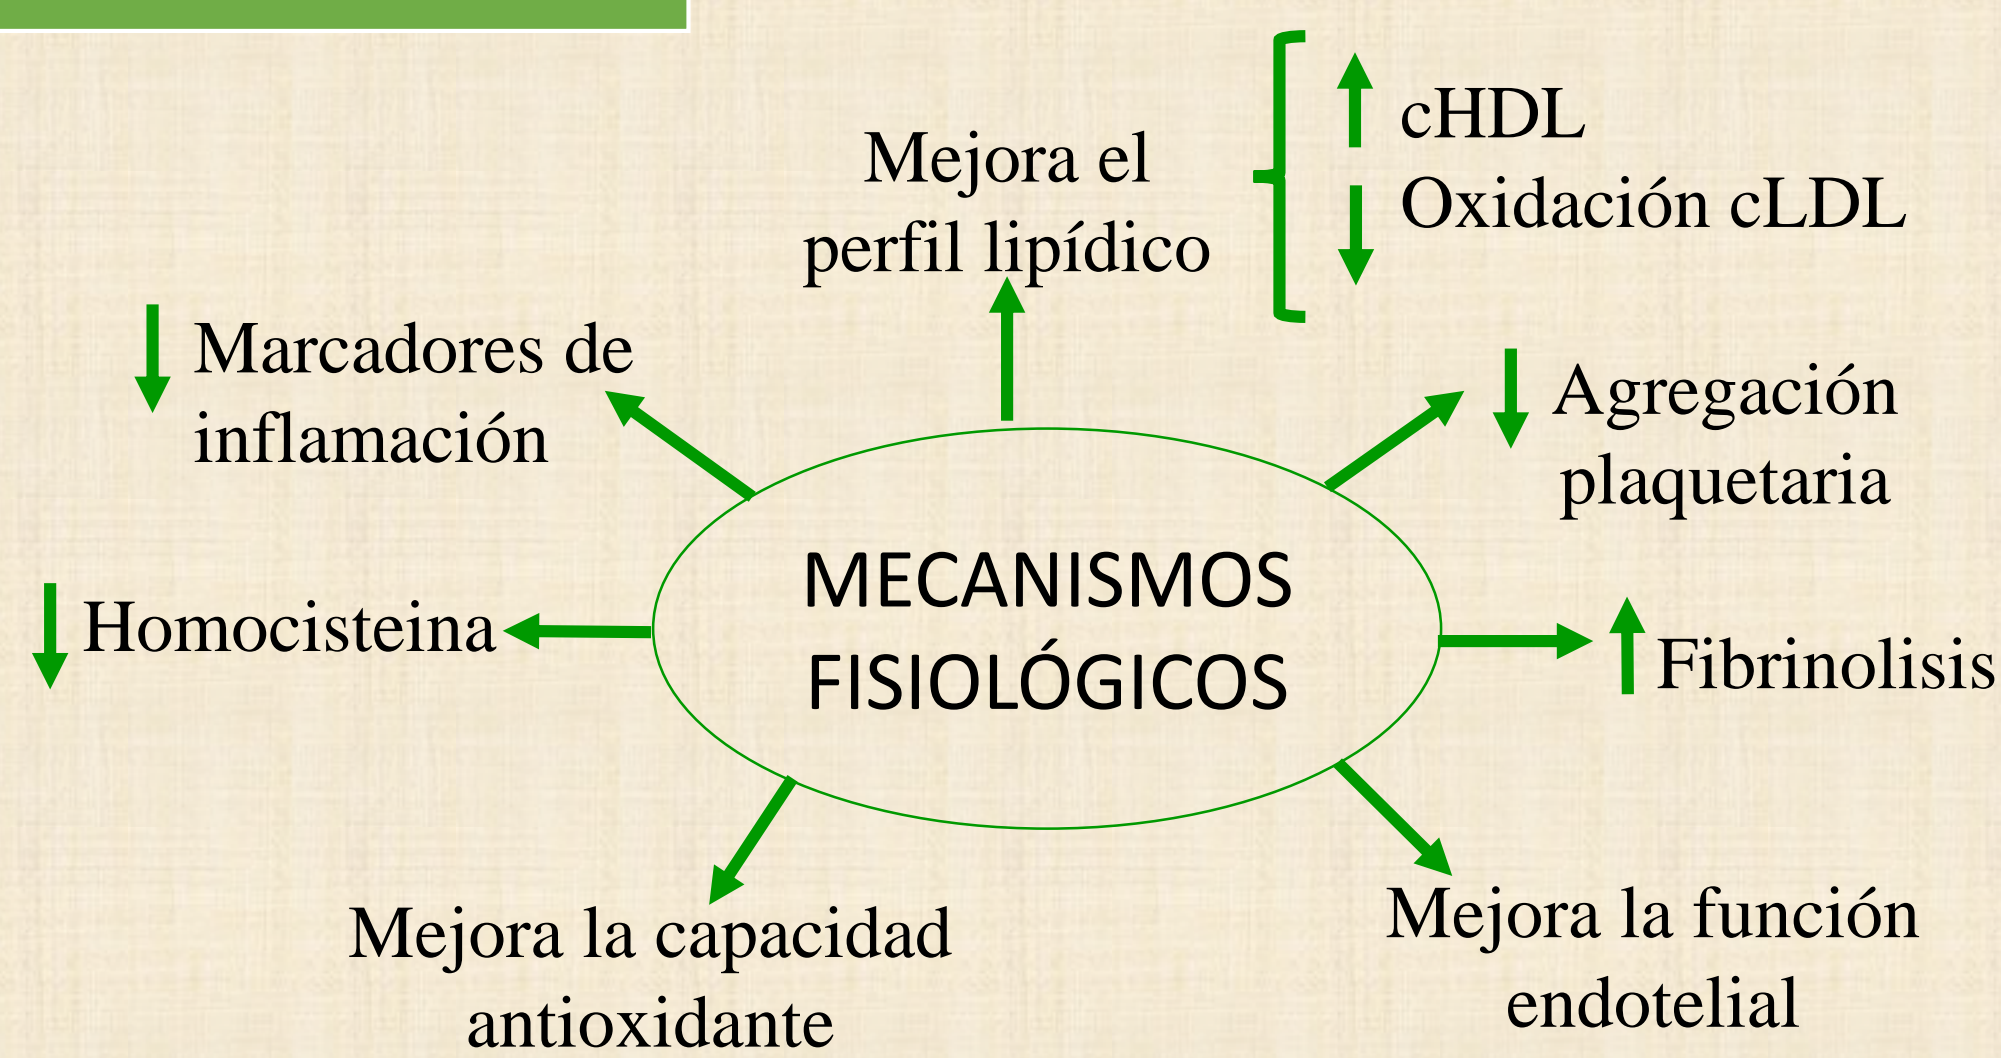 Mejora el
perfil lipídico
cHDL
Oxidación cLDL
Marcadores de
inflamación
Agregación
plaquetaria
Homocisteina
MECANISMOS
FISIOLÓGICOS
Fibrinolisis
Mejora la capacidad
antioxidante
Mejora la función
endotelial